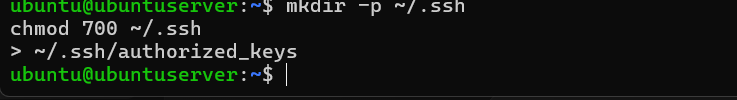 ubuntu@ubuntuserver:~$ mkdir -p ~/.ssh
chmod 700 ~/.ssh
> ~/.ssh/authorized_keys
ubuntu@ubuntuserver:~$